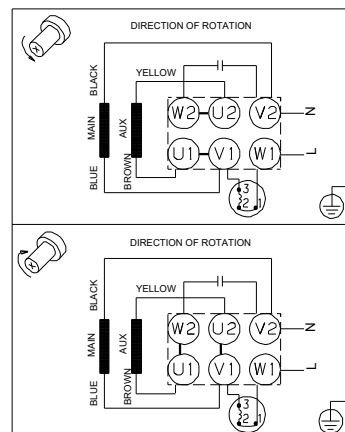 DIRECTION OF ROTATION
BLACK
YELLOW
MAIN
AUX
W2
U2
V2
N
BLUE
BROWN
U1
V1
W1
L
3
2
1
DIRECTION OF ROTATION
BLACK
YELLOW
MAIN
AUX
W2
U2
V2
N
BLUE
BROWN
U1
V1
W1
L
3
2
1